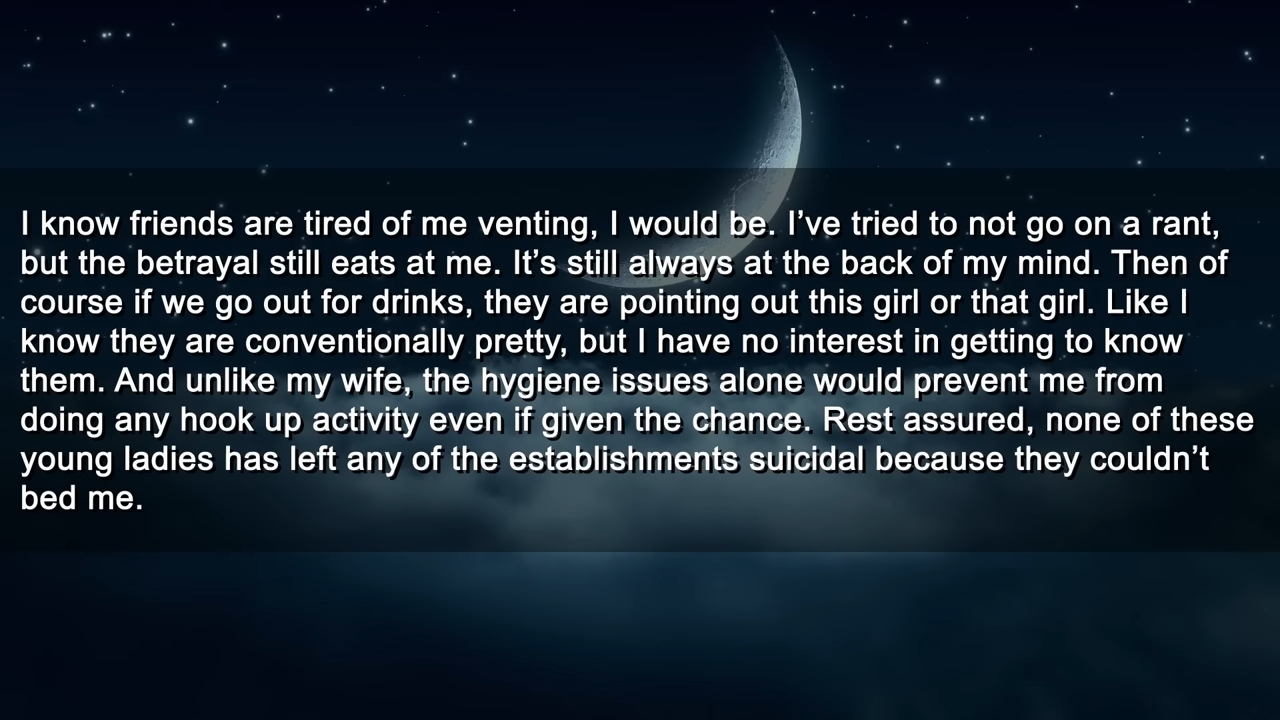 I know friends are tired of me venting, I would be. I’ve tried to not go on a rant,
but the betrayal still eats at me. It’s still always at the back of my mind. Then of
course if we go out for drinks, they are pointing out this girl or that girl. Like I
know they are conventionally pretty, but I have no interest in getting to know
them. And unlike my wife, the hygiene issues alone would prevent me from
doing any hook up activity even if given the chance. Rest assured, none of these
young ladies has left any of the establishments suicidal because they couldn’t
bed me.